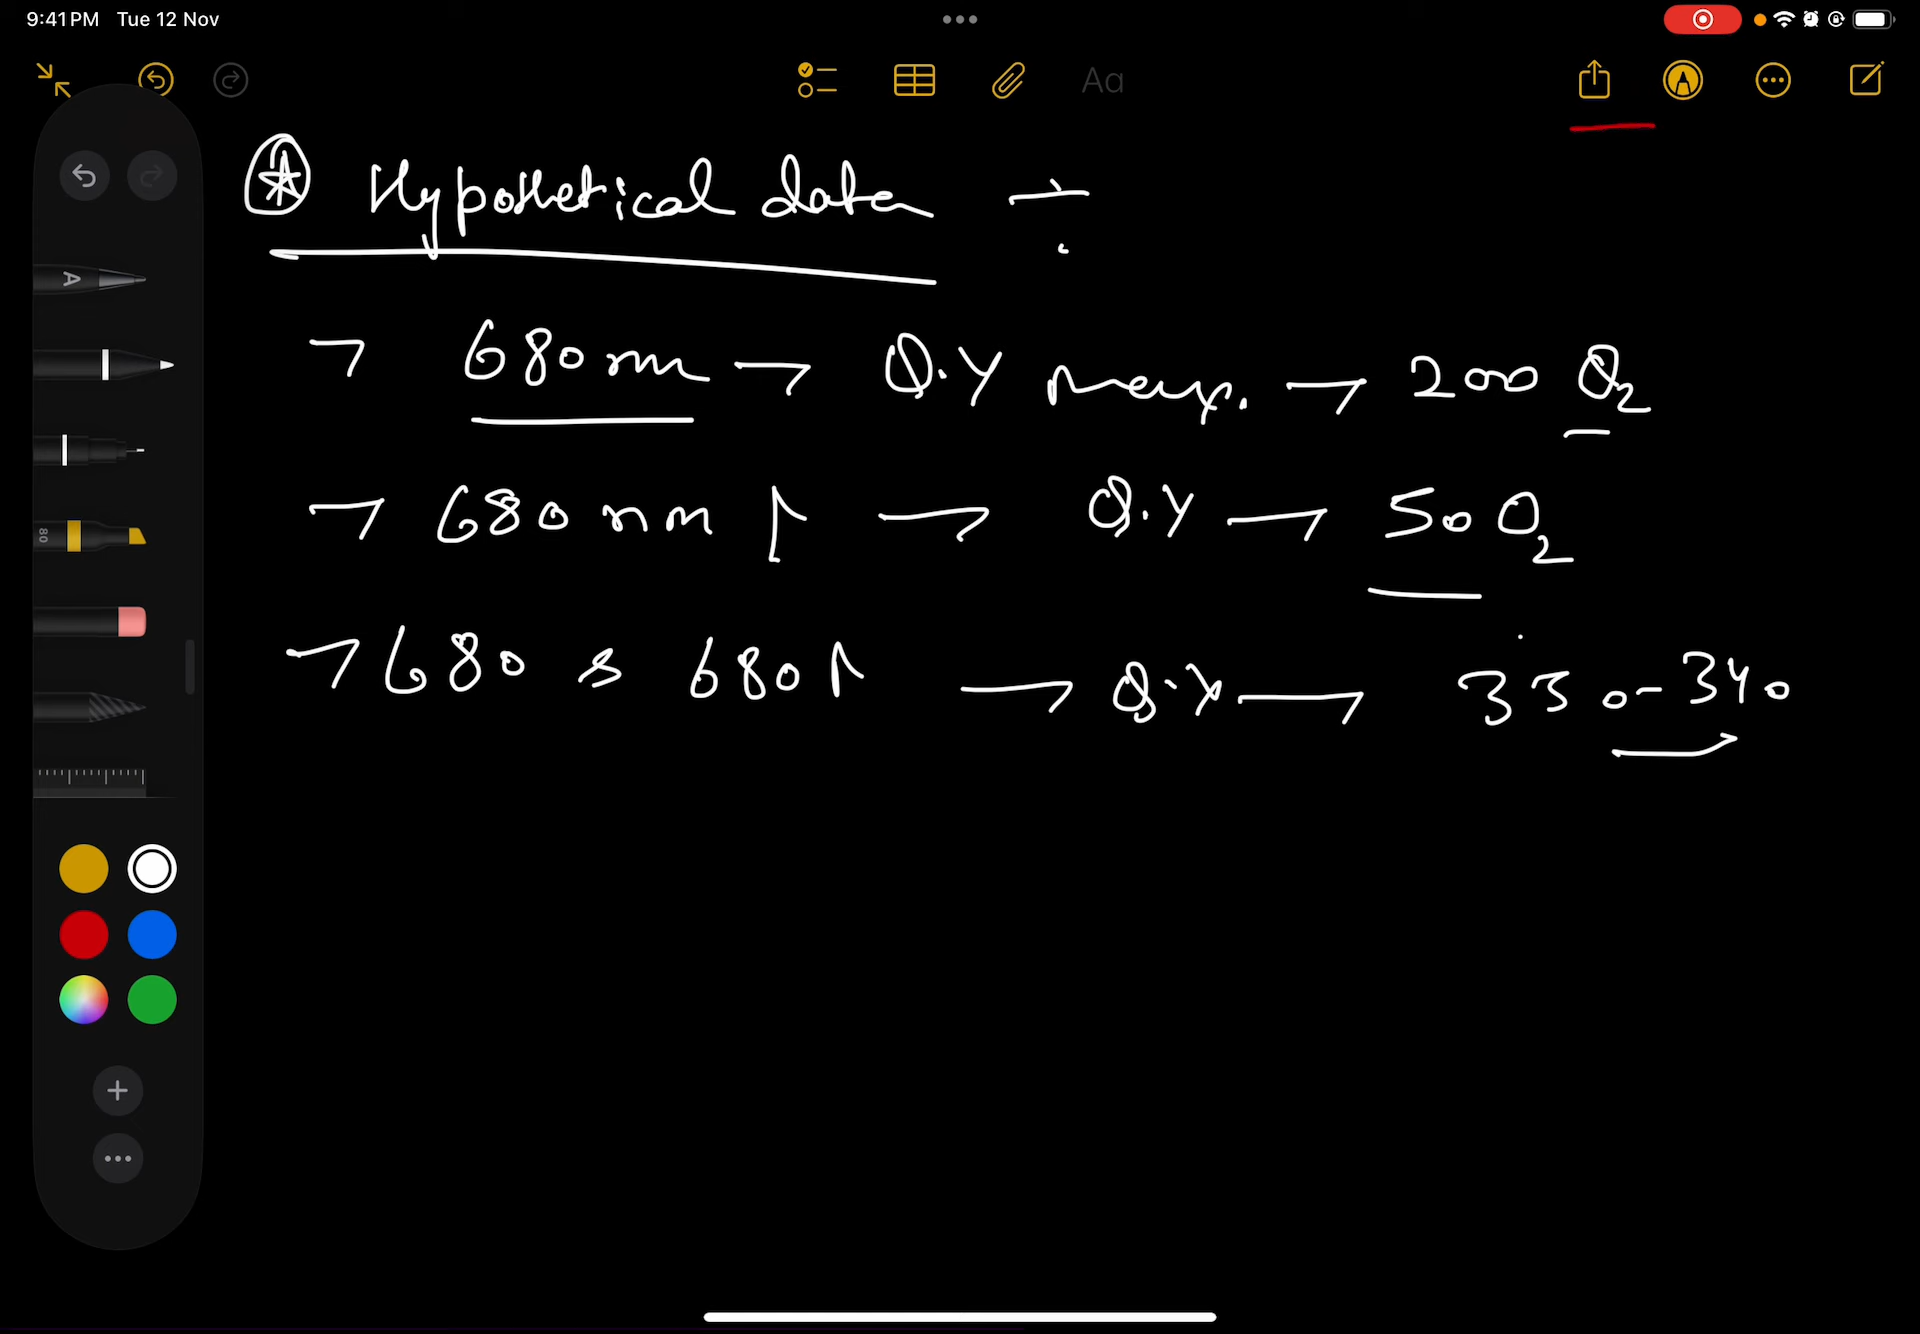 9:41 PM Tue 12 Nov
Aa
Hypothetical data ÷
→ 680 nm → Q.Y max. → 200 O₂
→ 680 nm ↑ → Q.Y → 50 O₂
→ 680 & 680 ↑ → Q.Y → 330-340
A
80